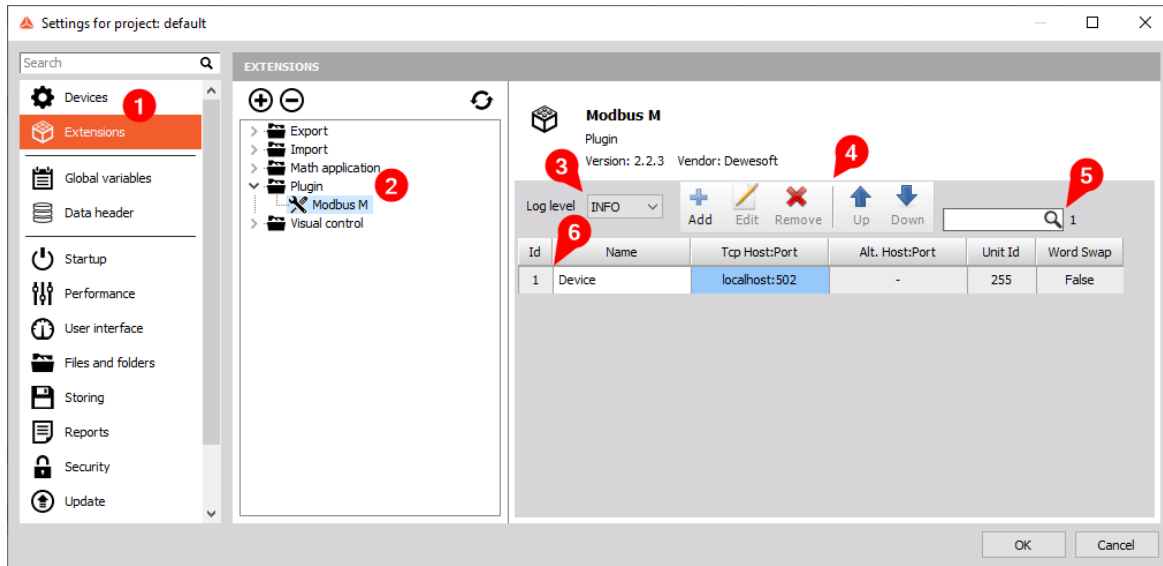 Settings for project: default
Search
Devices
1
Extensions
Global variables
Data header
Startup
Performance
User interface
Files and folders
Storing
Reports
Security
Update
EXTENSIONS
Export
Import
Math application
Plugin
2
Modbus M
Visual control
Modbus M
Plugin
Version: 2.2.3 Vendor: Dewesoft
3
4
5
Log level INFO Add Edit Remove Up Down 1
6
Id Name Tcp Host:Port Alt. Host:Port Unit Id Word Swap
1 Device localhost:502 - 255 False
OK Cancel